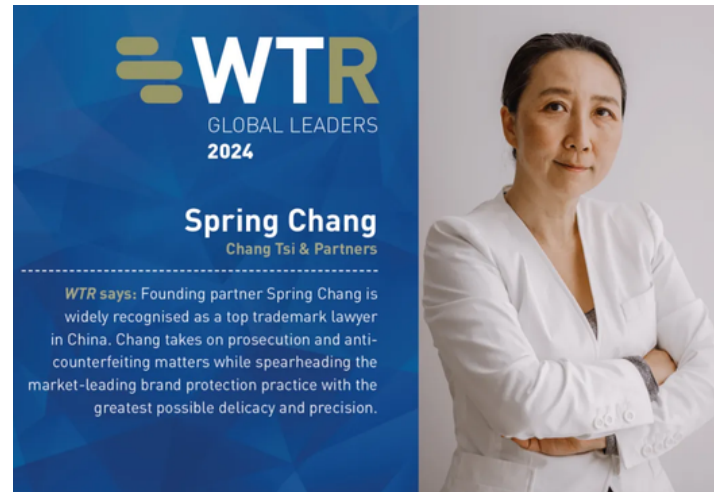 WTR
GLOBAL LEADERS
2024
Spring Chang
Chang Tsi & Partners
WTR says: Founding partner Spring Chang is
widely recognised as a top trademark lawyer
in China. Chang takes on prosecution and anti-
counterfeiting matters while spearheading the
market-leading brand protection practice with the
greatest possible delicacy and precision.